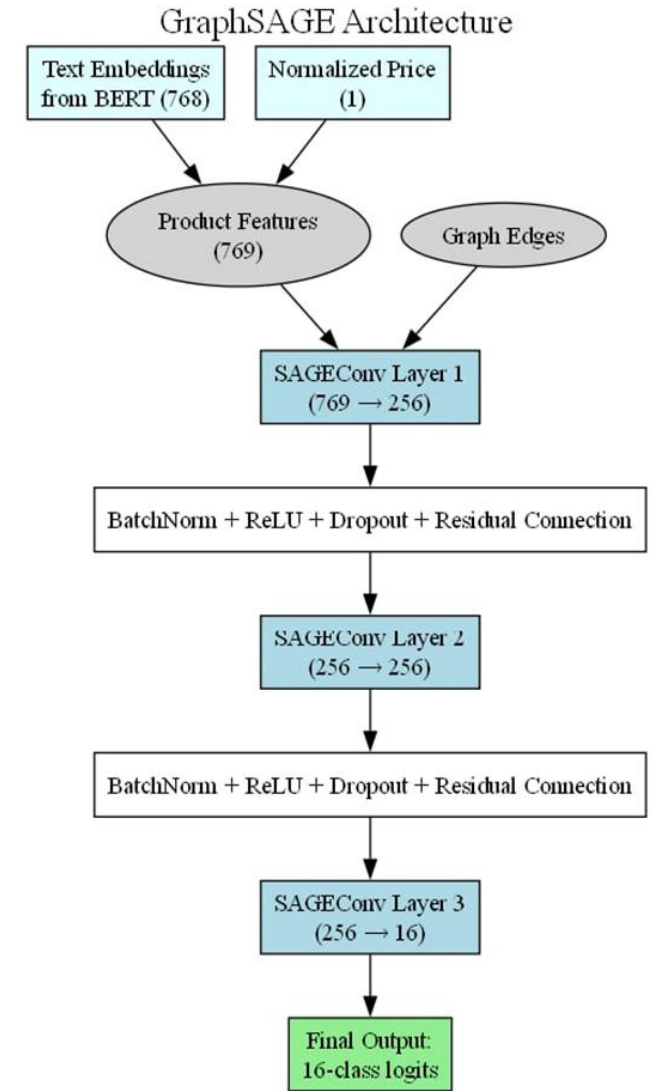 GraphSAGE Architecture
Text Embeddings
from BERT (768)
Normalized Price
(1)
Product Features
(769)
Graph Edges
SAGEConv Layer 1
(769 → 256)
BatchNorm + ReLU + Dropout + Residual Connection
SAGEConv Layer 2
(256 → 256)
BatchNorm + ReLU + Dropout + Residual Connection
SAGEConv Layer 3
(256 → 16)
Final Output:
16-class logits